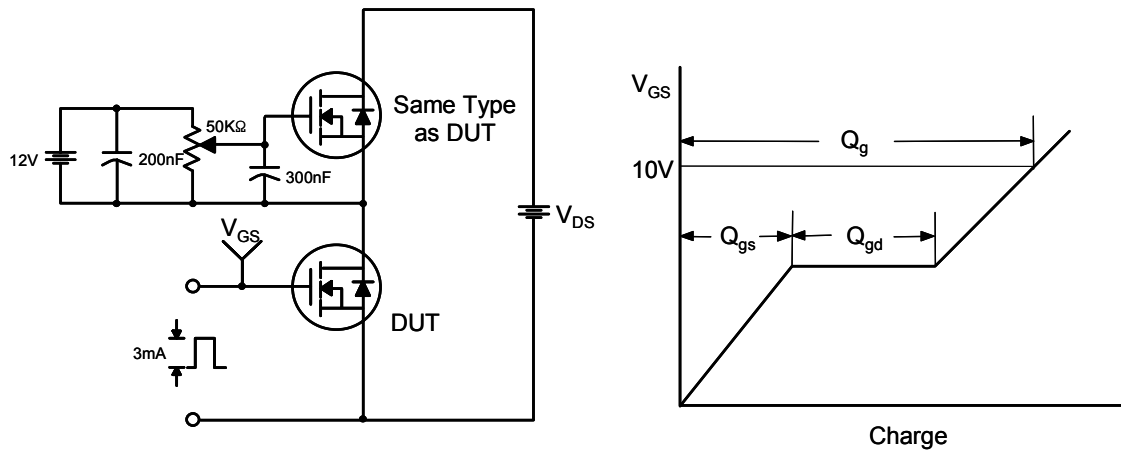 12V
200nF
50KΩ
300nF
Same Type
as DUT
V_DS
V_GS
DUT
3mA
V_GS
10V
Q_g
Q_gs
Q_gd
Charge